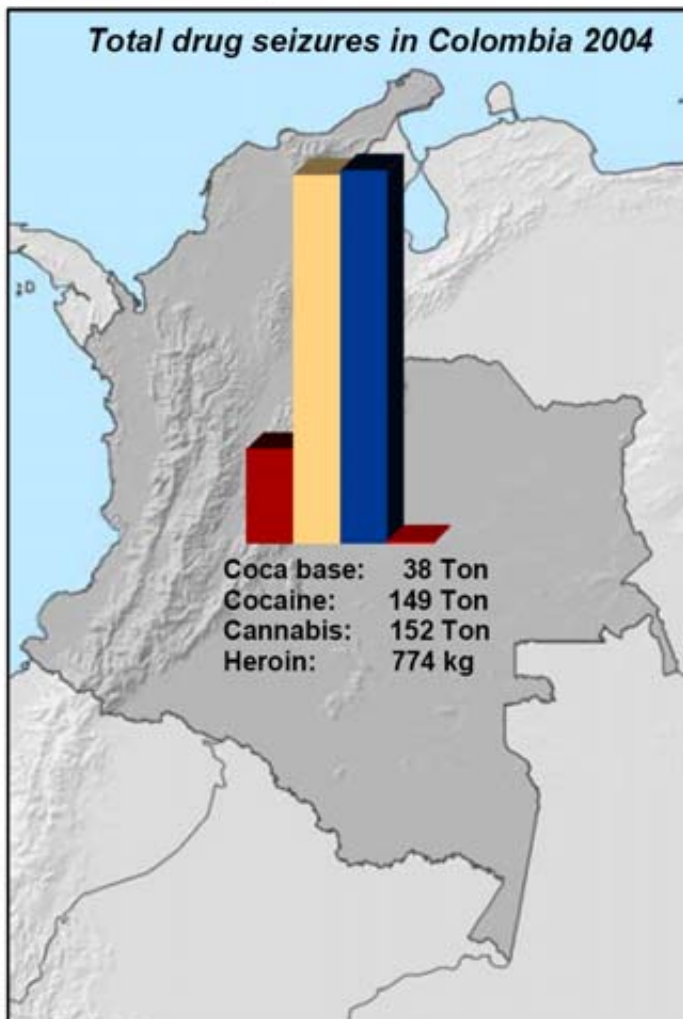 Total drug seizures in Colombia 2004
Coca base: 38 Ton
Cocaine: 149 Ton
Cannabis: 152 Ton
Heroin: 774 kg